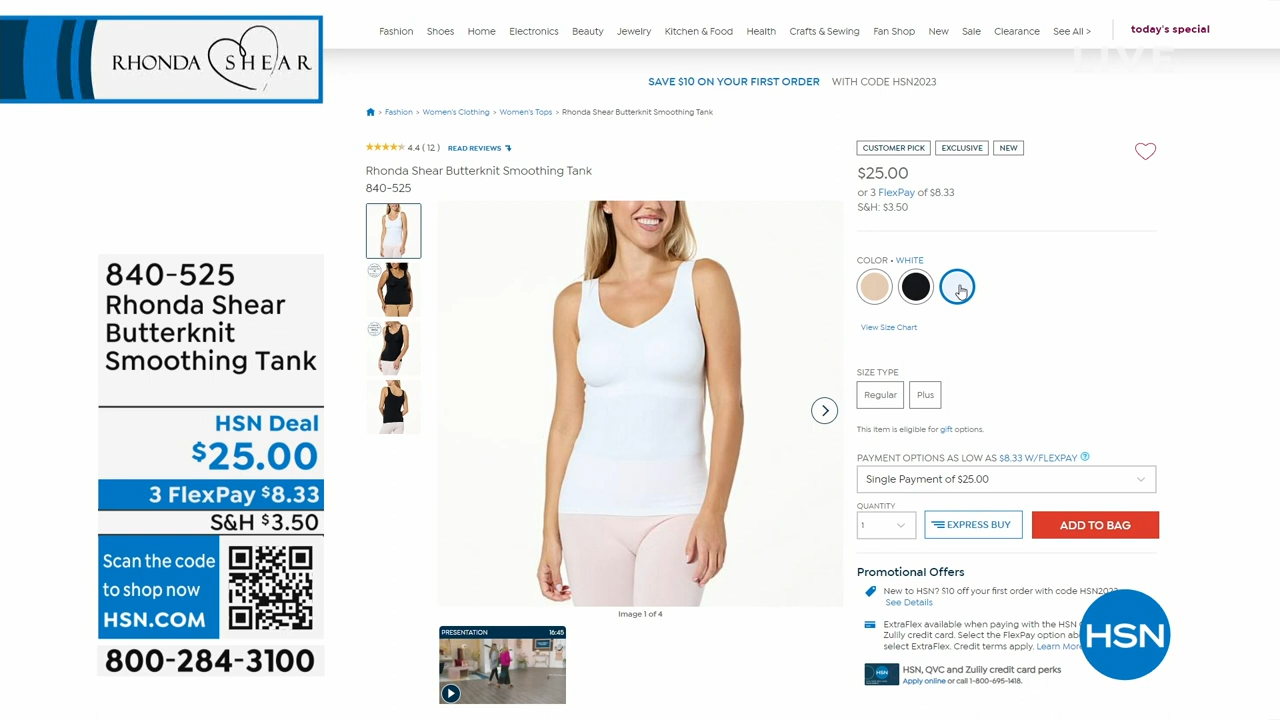 RHONDA SHEAR
Fashion Shoes Home Electronics Beauty Jewelry Kitchen & Food Health Crafts & Sewing Fan Shop New Sale Clearance See All > today's special
LIVE
SAVE $10 ON YOUR FIRST ORDER WITH CODE HSN2023
> Fashion > Women's Clothing > Women's Tops > Rhonda Shear Butterknit Smoothing Tank
4.4 ( 12 ) READ REVIEWS
Rhonda Shear Butterknit Smoothing Tank
840-525
CUSTOMER PICK EXCLUSIVE NEW
$25.00
or 3 FlexPay of $8.33
S&H: $3.50
COLOR • WHITE
View Size Chart
SIZE TYPE
Regular Plus
This item is eligible for gift options.
PAYMENT OPTIONS AS LOW AS $8.33 W/FLEXPAY ?
Single Payment of $25.00
QUANTITY
1 EXPRESS BUY ADD TO BAG
Promotional Offers
New to HSN? $10 off your first order with code HSN2023
See Details
ExtraFlex available when paying with the HSN
Zulily credit card. Select the FlexPay option
select ExtraFlex. Credit terms apply. Learn More
HSN, QVC and Zulily credit card perks
Apply online or call 1-800-695-1418.
HSN
HSN
Image 1 of 4
PRESENTATION 16:45
840-525
Rhonda Shear
Butterknit
Smoothing Tank
HSN Deal
$25.00
3 FlexPay $8.33
S&H $3.50
Scan the code
to shop now
HSN.COM
800-284-3100